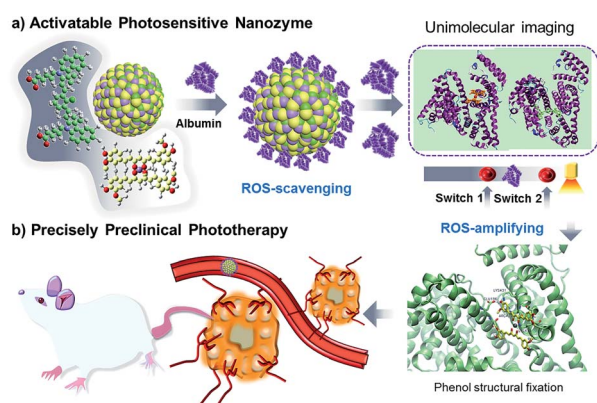 a) Activatable Photosensitive Nanozyme
Unimolecular imaging
Albumin
ROS-scavenging
Switch 1
Switch 2
ROS-amplifying
b) Precisely Preclinical Phototherapy
Phenol structural fixation